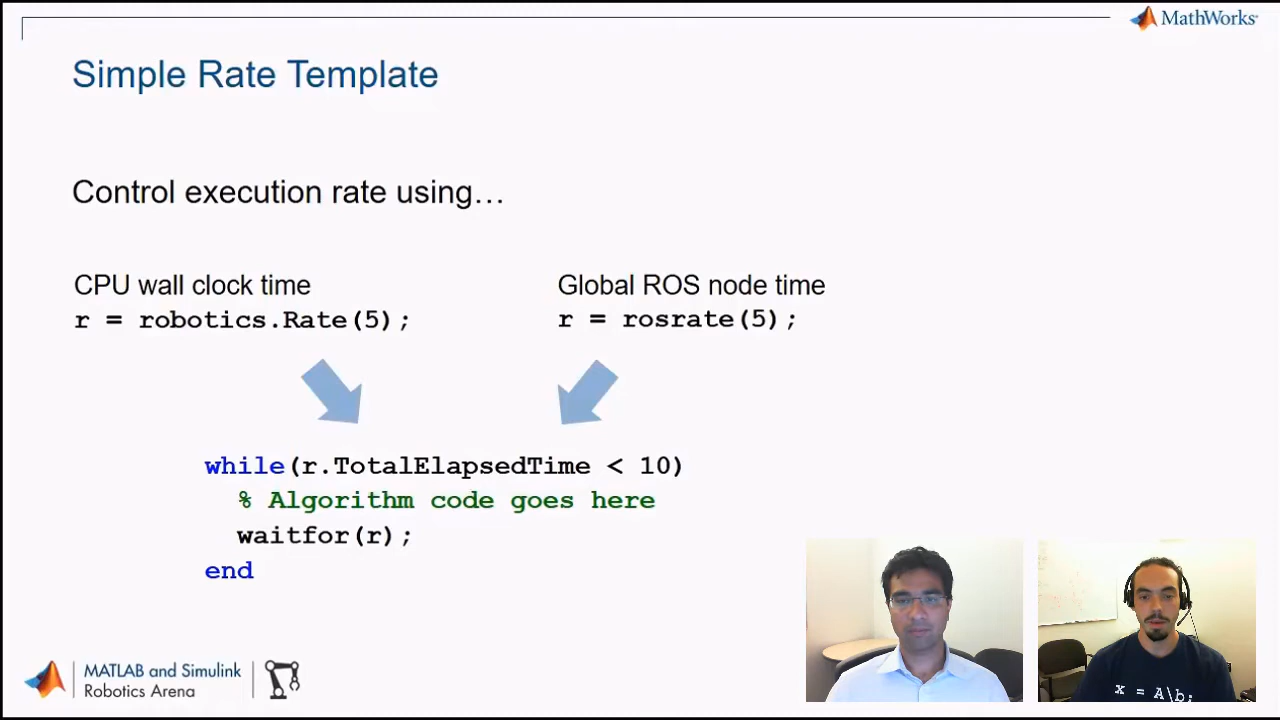 MathWorks®
Simple Rate Template
Control execution rate using…
CPU wall clock time
r = robotics.Rate(5);
Global ROS node time
r = rosrate(5);
while(r.TotalElapsedTime < 10)
% Algorithm code goes here
waitfor(r);
end
x = A\b;
MATLAB and Simulink
Robotics Arena